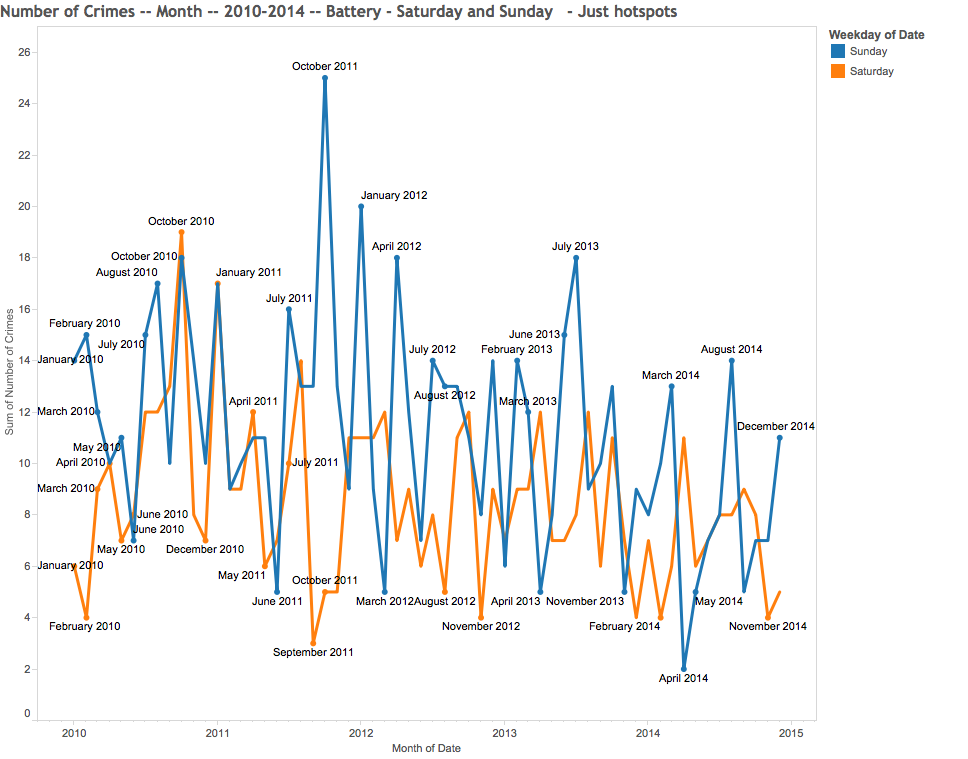 Number of Crimes -- Month -- 2010-2014 -- Battery - Saturday and Sunday - Just hotspots
Weekday of Date
Sunday
Saturday
26
24
22
20
18
16
14
12
10
8
6
4
2
0
Sum of Number of Crimes
October 2011
January 2012
October 2010
April 2012
July 2013
October 2010
August 2010
January 2011
July 2011
February 2010
July 2010
June 2013
January 2010
July 2012
February 2013
August 2014
March 2014
August 2012
March 2010
April 2011
March 2013
December 2014
May 2010
April 2010
July 2011
March 2010
June 2010
June 2010
May 2010
December 2010
January 2010
May 2011
October 2011
June 2011
March 2012
August 2012
April 2013
November 2013
May 2014
February 2010
November 2012
February 2014
November 2014
September 2011
April 2014
2010
2011
2012
2013
2014
2015
Month of Date